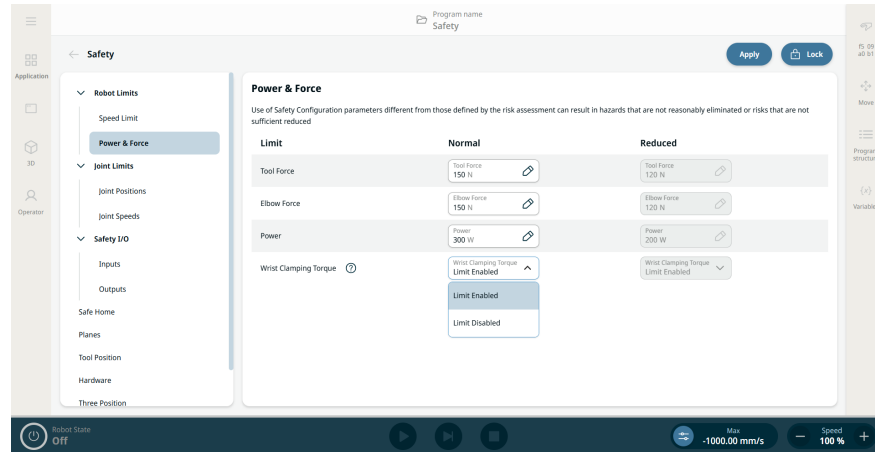 Program name
Safety
Safety
Apply
Lock
f5 09
a0 b1
Application
3D
Operator
Move
Program
structur
Variable
Robot Limits
Speed Limit
Power & Force
Joint Limits
Joint Positions
Joint Speeds
Safety I/O
Inputs
Outputs
Safe Home
Planes
Tool Position
Hardware
Three Position
Power & Force
Use of Safety Configuration parameters different from those defined by the risk assessment can result in hazards that are not reasonably eliminated or risks that are not
sufficient reduced
Limit Normal Reduced
Tool Force
Tool Force
150 N
Tool Force
120 N
Elbow Force
Elbow Force
150 N
Elbow Force
120 N
Power
Power
300 W
Power
200 W
Wrist Clamping Torque ?
Wrist Clamping Torque
Limit Enabled
Wrist Clamping Torque
Limit Enabled
Limit Enabled
Limit Disabled
Robot State
Off
Max
-1000.00 mm/s
Speed
100 %